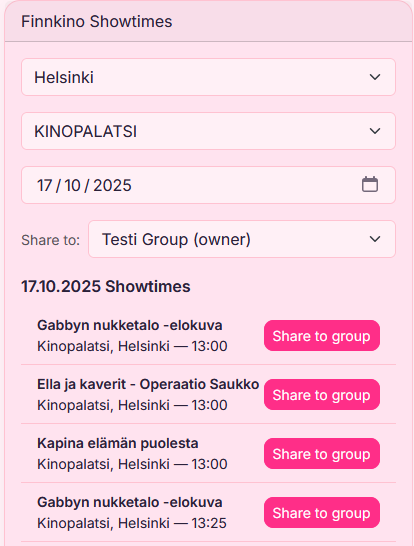 Finnkino Showtimes
Helsinki
KINOPALATSI
17 / 10 / 2025
Share to: Testi Group (owner)
17.10.2025 Showtimes
Gabbyn nukketalo -elokuva
Kinopalatsi, Helsinki — 13:00
Share to group
Ella ja kaverit - Operaatio Saukko
Kinopalatsi, Helsinki — 13:00
Share to group
Kapina elämän puolesta
Kinopalatsi, Helsinki — 13:00
Share to group
Gabbyn nukketalo -elokuva
Kinopalatsi, Helsinki — 13:25
Share to group